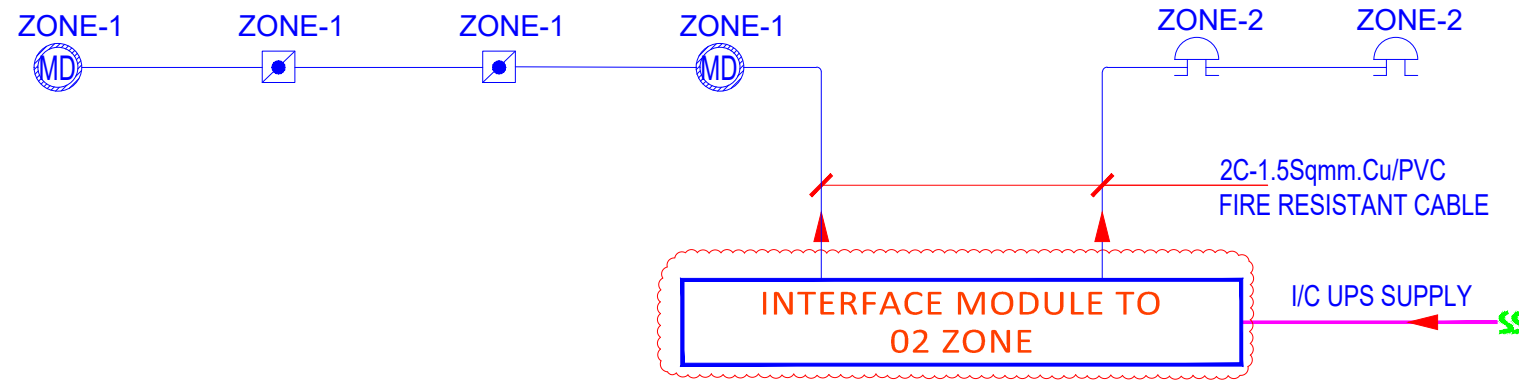 ZONE-1 ZONE-1 ZONE-1 ZONE-1 ZONE-2 ZONE-2
MD MD
2C-1.5Sqmm.Cu/PVC
FIRE RESISTANT CABLE
I/C UPS SUPPLY
INTERFACE MODULE TO
02 ZONE